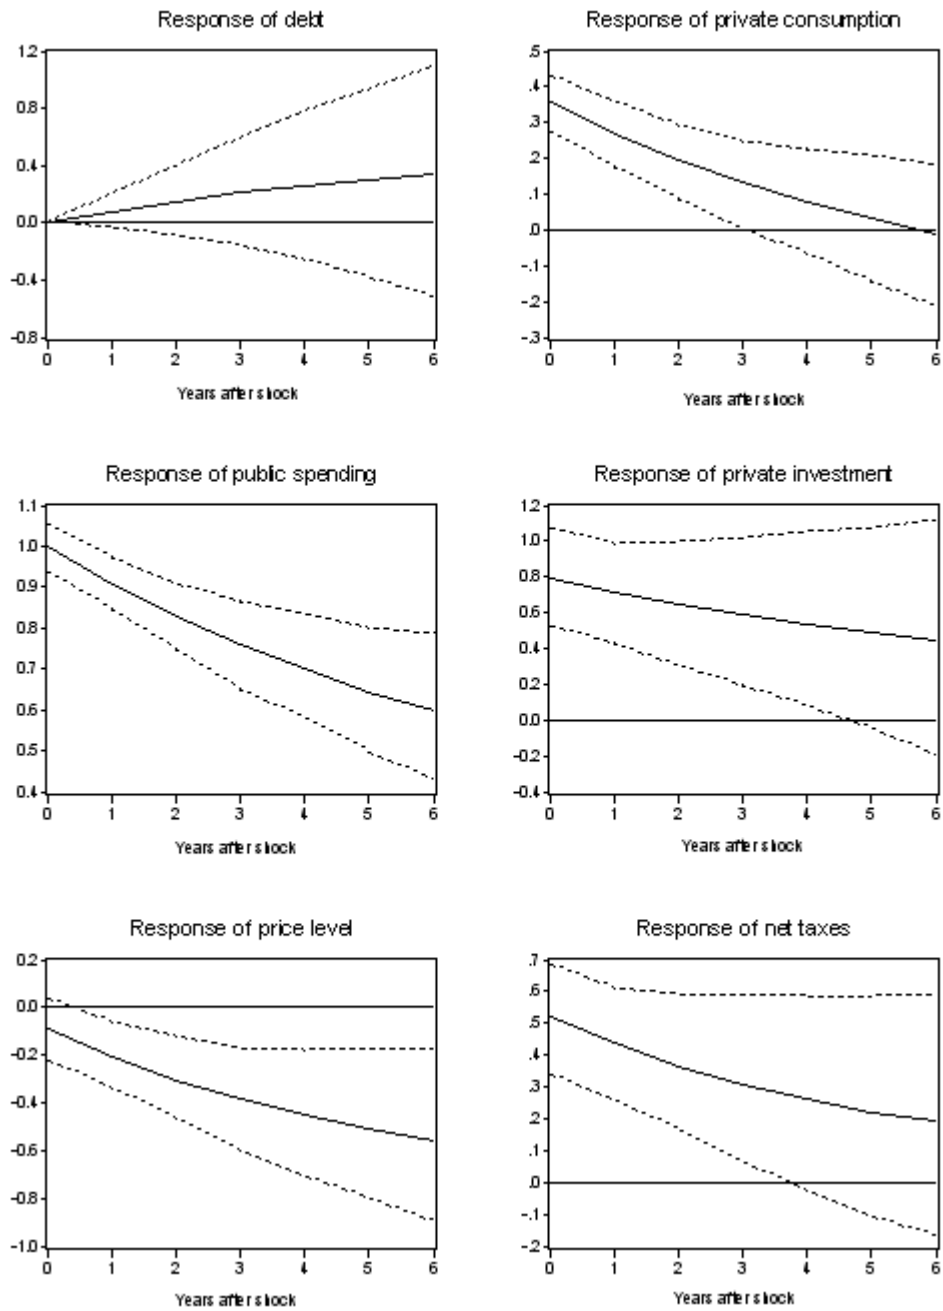 Response of debt
1.2
0.8
0.4
0.0
-0.4
-0.8
0 1 2 3 4 5 6
Years after shock
Response of private consumption
.5
.4
.3
.2
.1
.0
-.1
-.2
-.3
0 1 2 3 4 5 6
Years after shock
Response of public spending
1.1
1.0
0.9
0.8
0.7
0.6
0.5
0.4
0 1 2 3 4 5 6
Years after shock
Response of private investment
1.2
1.0
0.8
0.6
0.4
0.2
0.0
-0.2
-0.4
0 1 2 3 4 5 6
Years after shock
Response of price level
0.2
0.0
-0.2
-0.4
-0.6
-0.8
-1.0
0 1 2 3 4 5 6
Years after shock
Response of net taxes
.7
.6
.5
.4
.3
.2
.1
.0
-.1
-.2
0 1 2 3 4 5 6
Years after shock